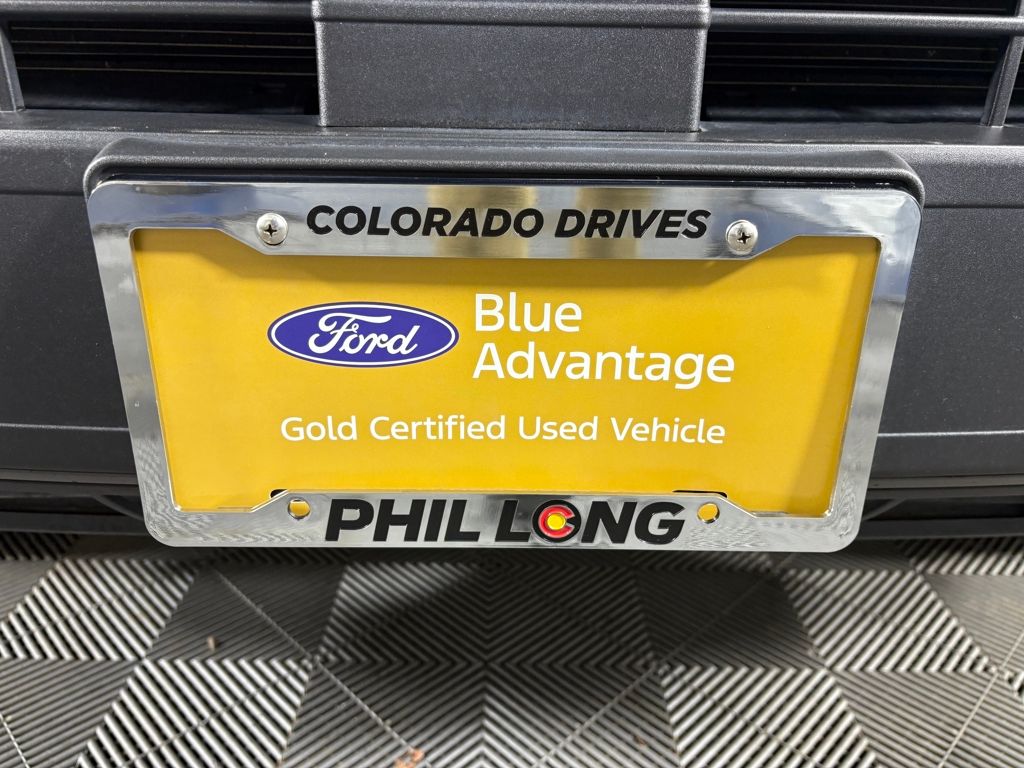 COLORADO DRIVES
Ford
Blue
Advantage
Gold Certified Used Vehicle
PHIL LONG